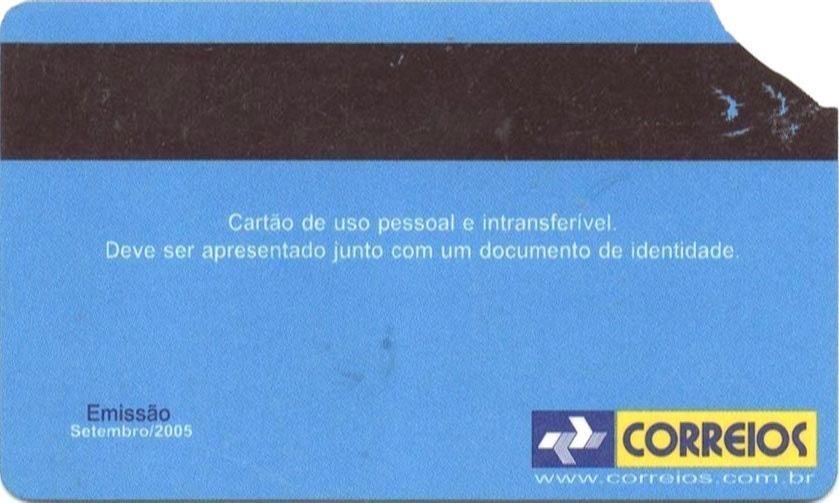 Cartão de uso pessoal e intransferível.
Deve ser apresentado junto com um documento de identidade.
Emissão
Setembro/2005
CORREIOS
www.correios.com.br